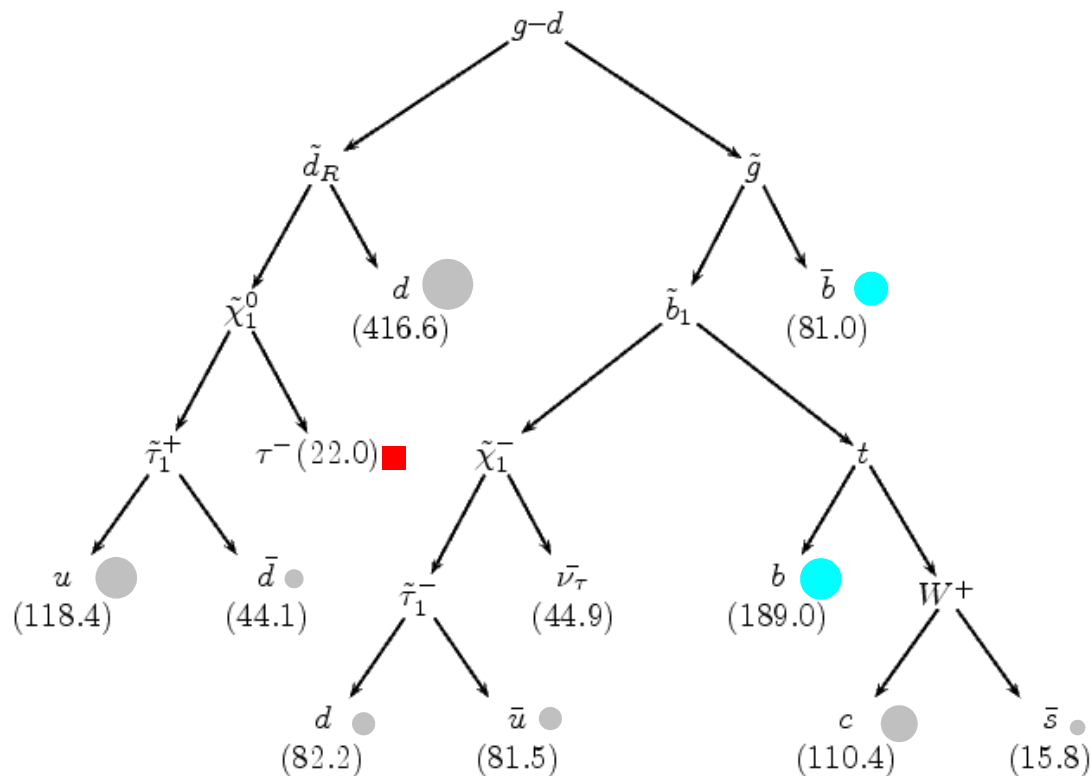 g–d
d̃_R g̃
χ̃₁⁰ d b̃₁ b̄
(416.6) (81.0)
τ̃₁⁺ τ⁻(22.0) χ̃₁⁻ t
u d̄ τ̃₁⁻ ν̄_τ b W⁺
(118.4) (44.1) (44.9) (189.0)
d ū c s̄
(82.2) (81.5) (110.4) (15.8)